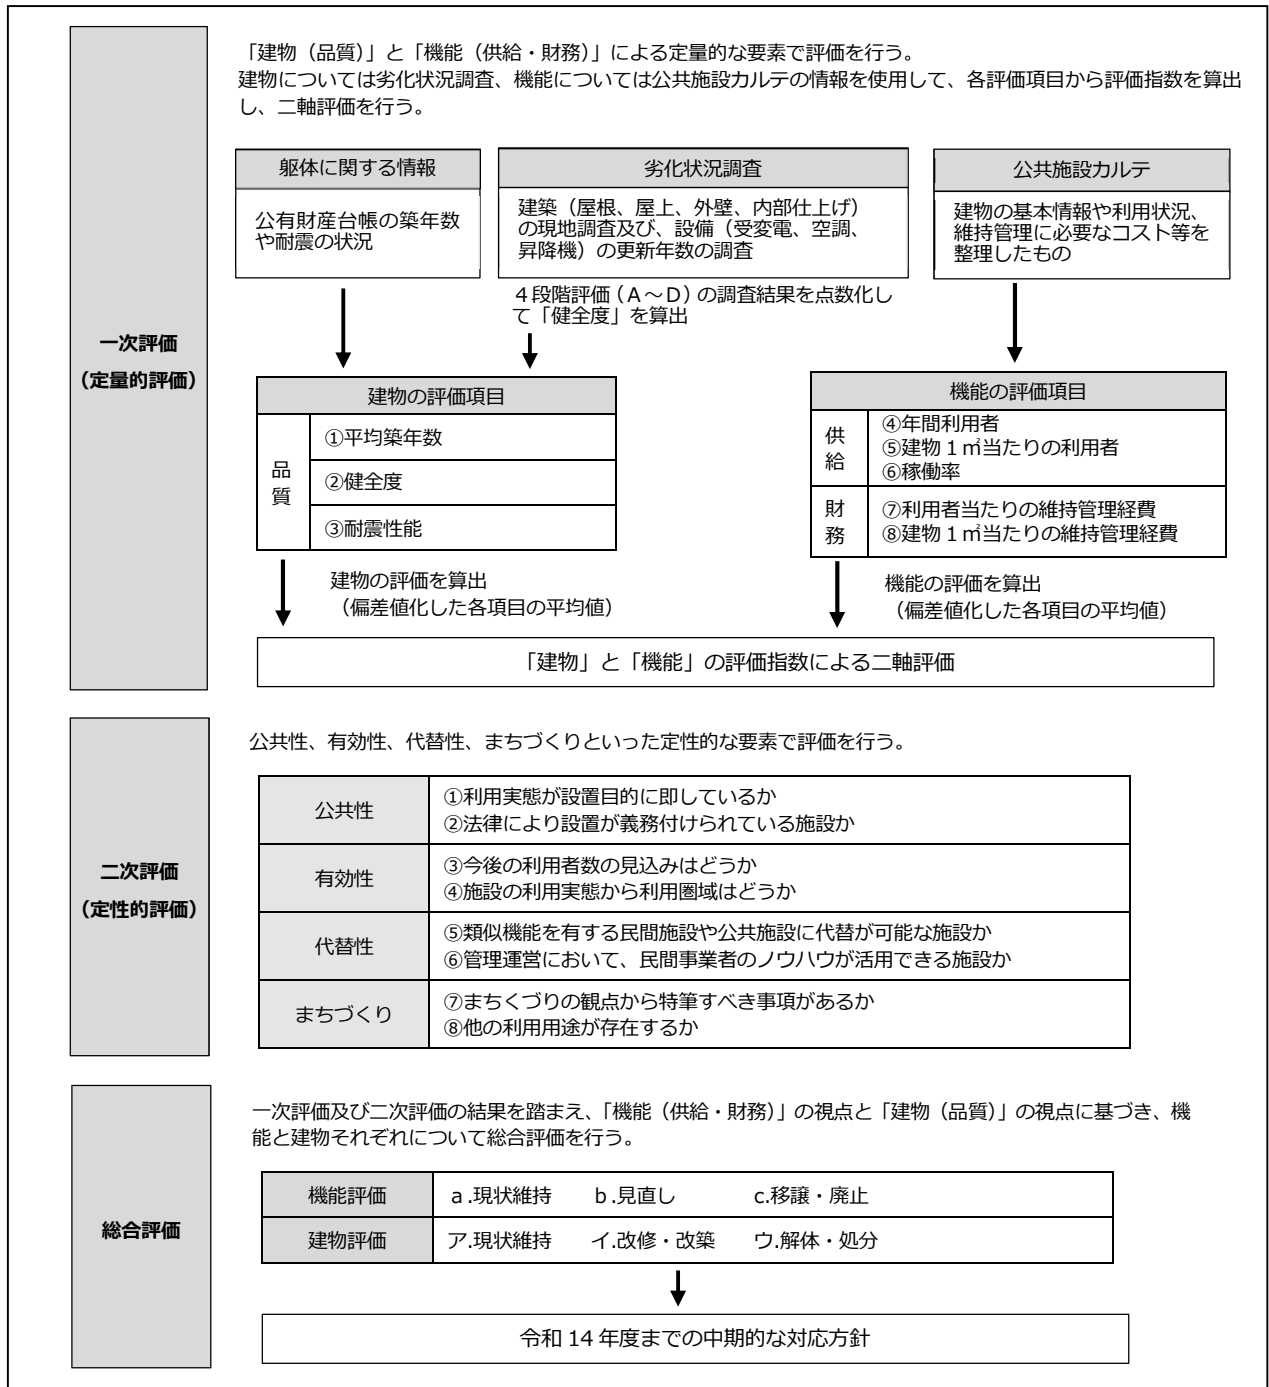 一次評価
（定量的評価）
「建物（品質）」と「機能（供給・財務）」による定量的な要素で評価を行う。
建物については劣化状況調査、機能については公共施設カルテの情報を使用して、各評価項目から評価指数を算出
し、二軸評価を行う。
躯体に関する情報
公有財産台帳の築年数
や耐震の状況
劣化状況調査
建築（屋根、屋上、外壁、内部仕上げ）
の現地調査及び、設備（受変電、空調、
昇降機）の更新年数の調査
公共施設カルテ
建物の基本情報や利用状況、
維持管理に必要なコスト等を
整理したもの
４段階評価（Ａ～Ｄ）の調査結果を点数化し
て「健全度」を算出
建物の評価項目
品質
①平均築年数
②健全度
③耐震性能
機能の評価項目
供給
④年間利用者
⑤建物１㎡当たりの利用者
⑥稼働率
財務
⑦利用者当たりの維持管理経費
⑧建物１㎡当たりの維持管理経費
建物の評価を算出
（偏差値化した各項目の平均値）
機能の評価を算出
（偏差値化した各項目の平均値）
「建物」と「機能」の評価指数による二軸評価
二次評価
（定性的評価）
公共性、有効性、代替性、まちづくりといった定性的な要素で評価を行う。
公共性
①利用実態が設置目的に即しているか
②法律により設置が義務付けられている施設か
有効性
③今後の利用者数の見込みはどうか
④施設の利用実態から利用圏域はどうか
代替性
⑤類似機能を有する民間施設や公共施設に代替が可能な施設か
⑥管理運営において、民間事業者のノウハウが活用できる施設か
まちづくり
⑦まちくづりの観点から特筆すべき事項があるか
⑧他の利用用途が存在するか
総合評価
一次評価及び二次評価の結果を踏まえ、「機能（供給・財務）」の視点と「建物（品質）」の視点に基づき、機
能と建物それぞれについて総合評価を行う。
機能評価 ａ.現状維持 ｂ.見直し c.移譲・廃止
建物評価 ア.現状維持 イ.改修・改築 ウ.解体・処分
令和 14 年度までの中期的な対応方針